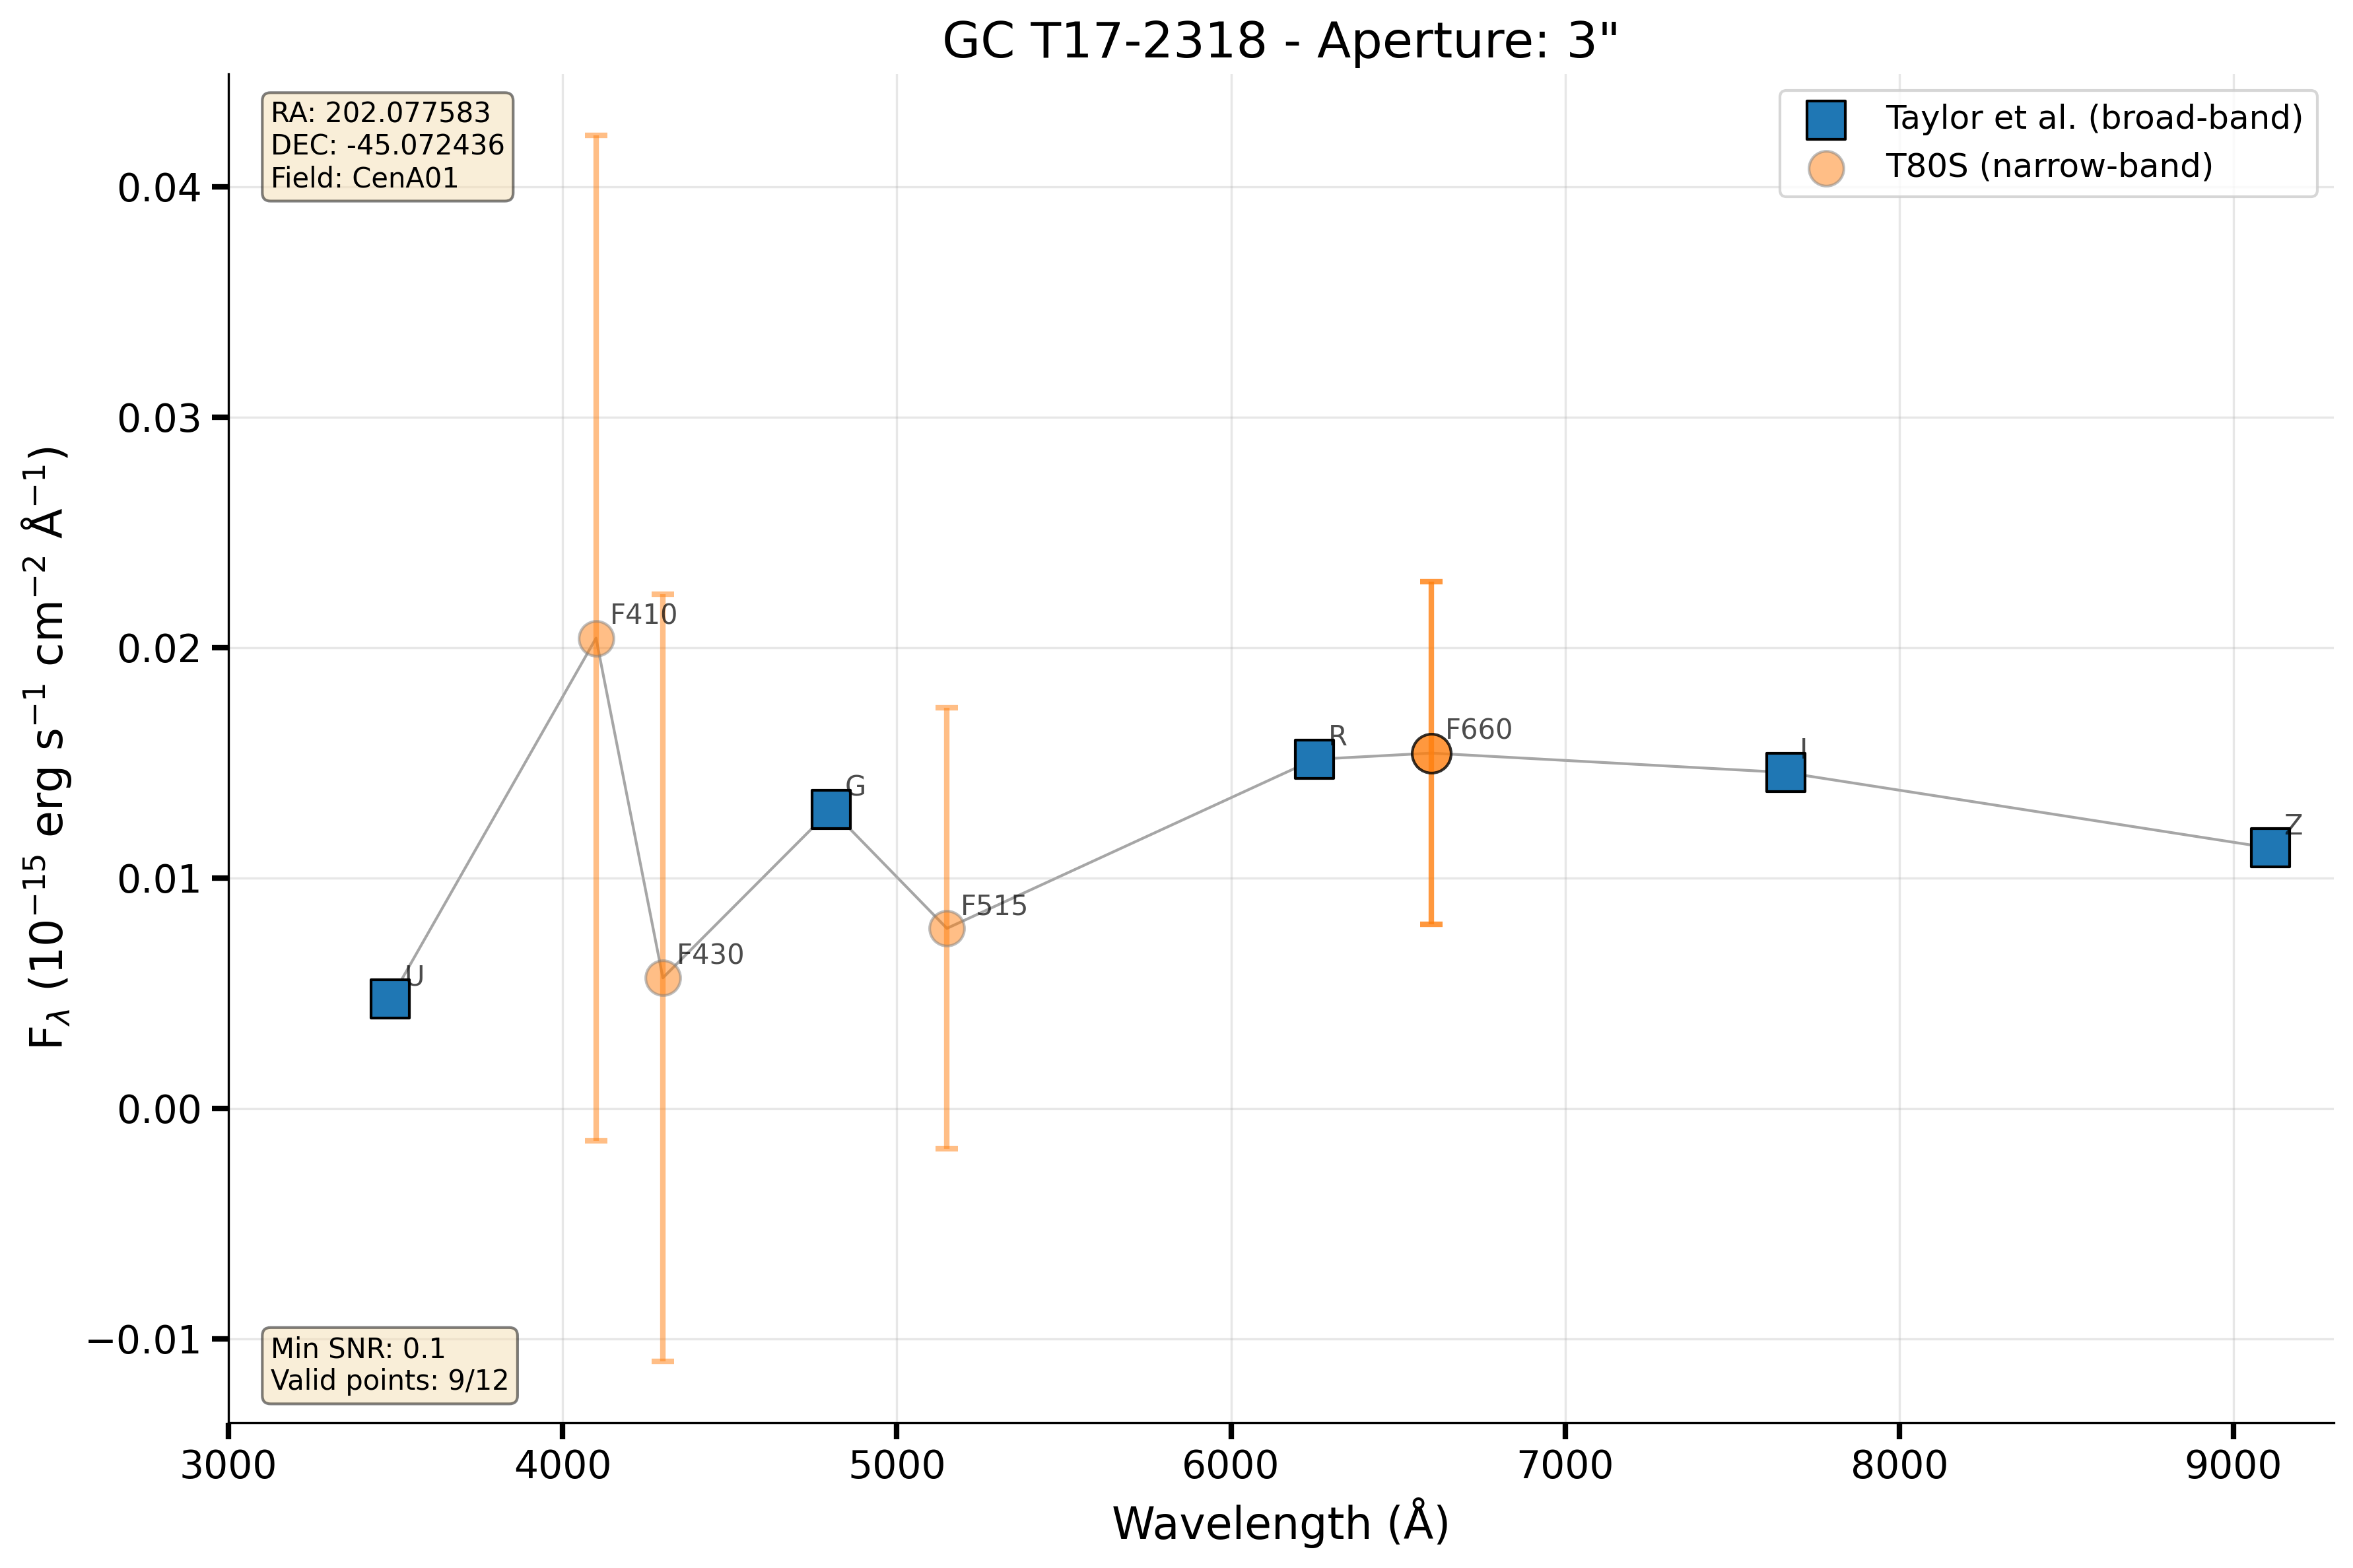 GC T17-2318 - Aperture: 3"
RA: 202.077583
DEC: -45.072436
Field: CenA01
Taylor et al. (broad-band)
T80S (narrow-band)
0.04
0.03
0.02
0.01
0.00
−0.01
F_λ (10⁻¹⁵ erg s⁻¹ cm⁻² Å⁻¹)
U
F410
F430
G
F515
R
F660
I
Z
Min SNR: 0.1
Valid points: 9/12
3000 4000 5000 6000 7000 8000 9000
Wavelength (Å)